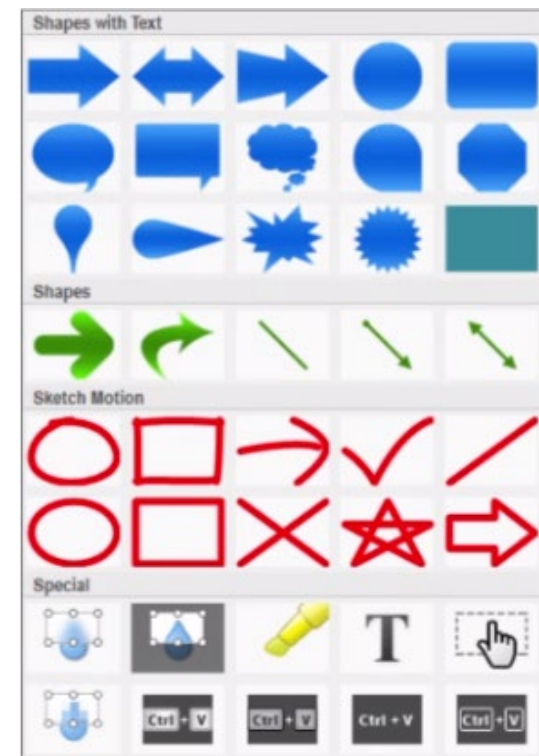 Shapes with Text
Shapes
Sketch Motion
Special
T
Ctrl + V Ctrl + V Ctrl + V Ctrl + V